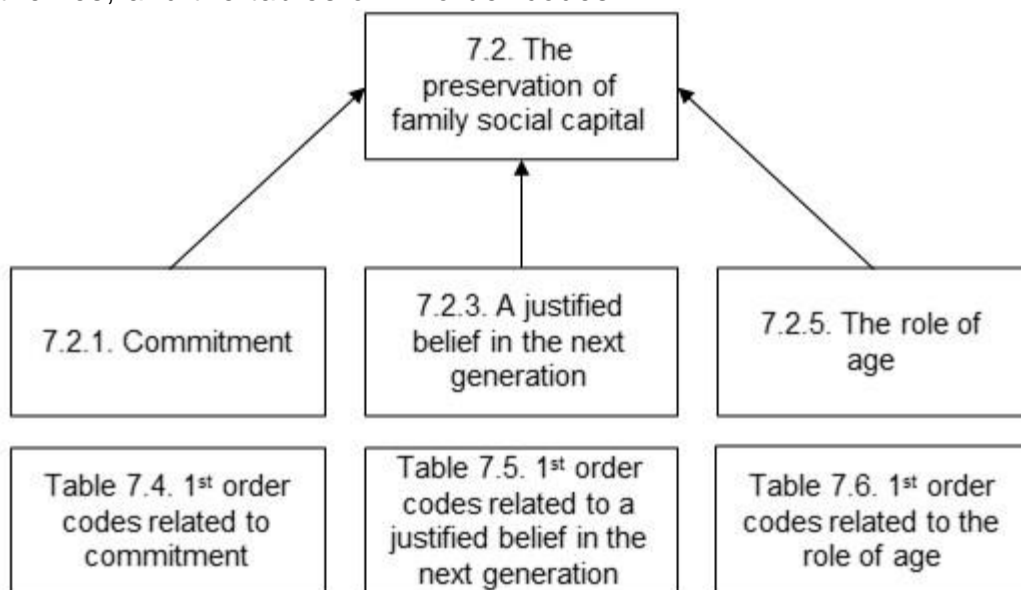 7.2. The
preservation of
family social capital
7.2.1. Commitment
7.2.3. A justified
belief in the next
generation
7.2.5. The role of
age
Table 7.4. 1st order
codes related to
commitment
Table 7.5. 1st order
codes related to a
justified belief in the
next generation
Table 7.6. 1st order
codes related to the
role of age